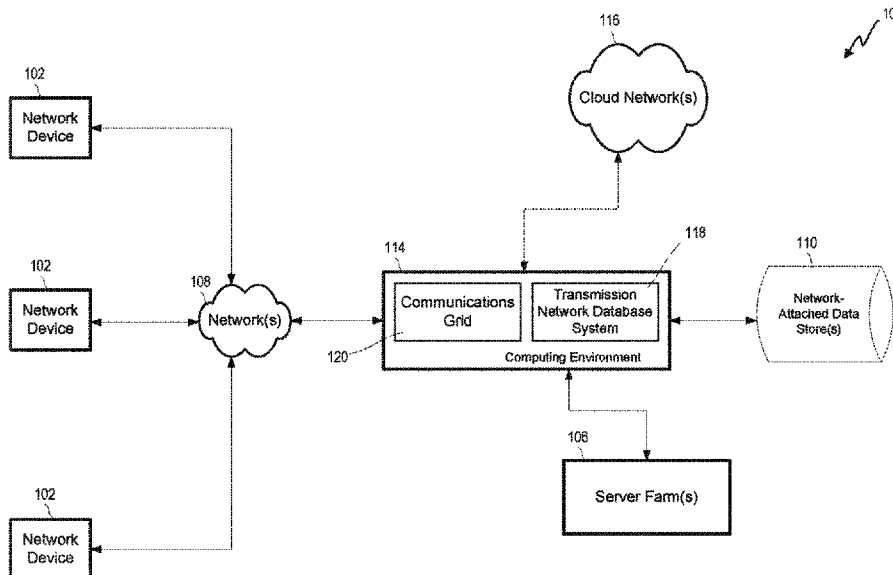 10
116
Cloud Network(s)
102
Network
Device
114
118
110
102
Network
Device
108
Network(s)
Communications
Grid
Transmission
Network Database
System
Network-
Attached Data
Store(s)
120
Computing Environment
106
Server Farm(s)
102
Network
Device